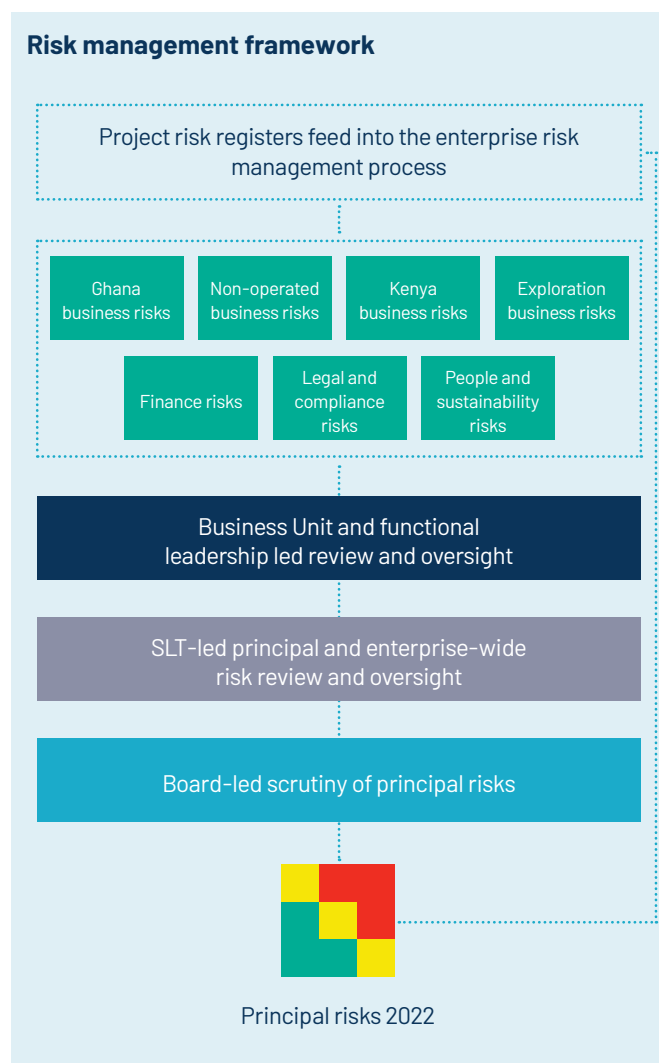 Risk management framework
Project risk registers feed into the enterprise risk
management process
Ghana
business risks
Non-operated
business risks
Kenya
business risks
Exploration
business risks
Finance risks
Legal and
compliance
risks
People and
sustainability
risks
Business Unit and functional
leadership led review and oversight
SLT-led principal and enterprise-wide
risk review and oversight
Board-led scrutiny of principal risks
Principal risks 2022